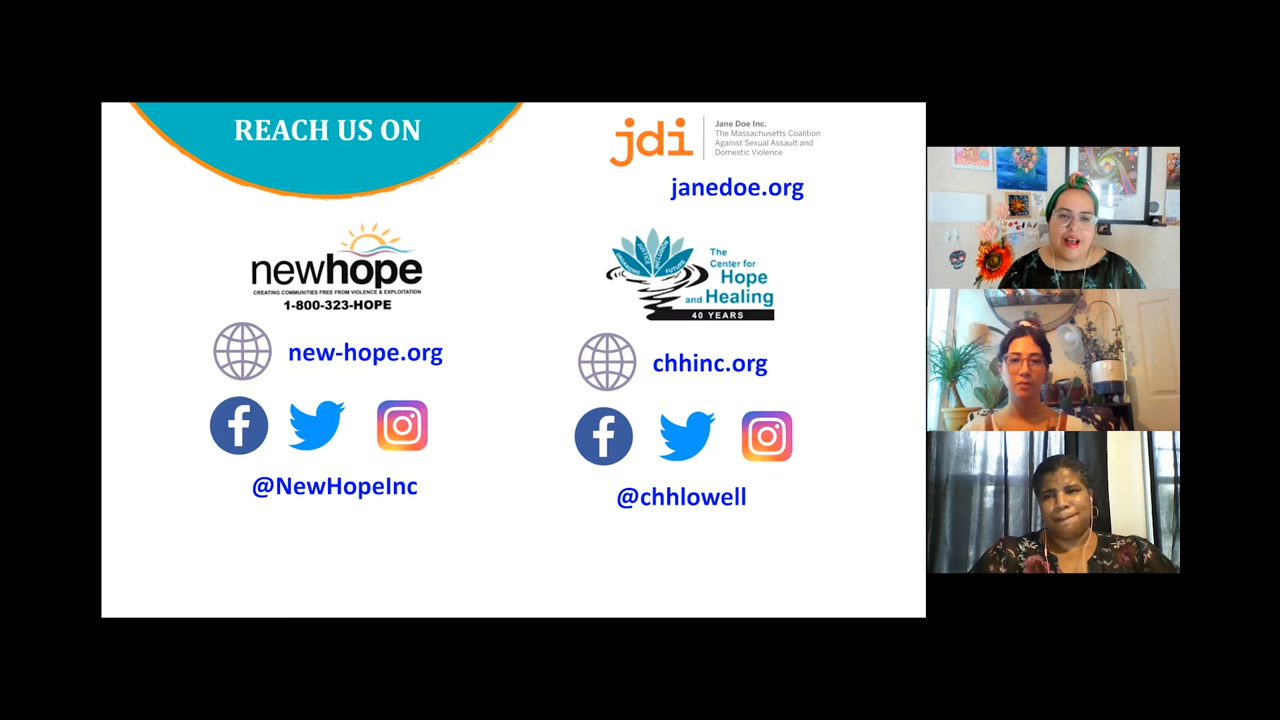 REACH US ON
jdi
Jane Doe Inc.
The Massachusetts Coalition
Against Sexual Assault and
Domestic Violence
janedoe.org
newhope
CREATING COMMUNITIES FREE FROM VIOLENCE & EXPLOITATION
1-800-323-HOPE
new-hope.org
@NewHopeInc
JUSTICE
FUTURE
The
Center for
Hope
and Healing
40 YEARS
chhinc.org
@chhlowell